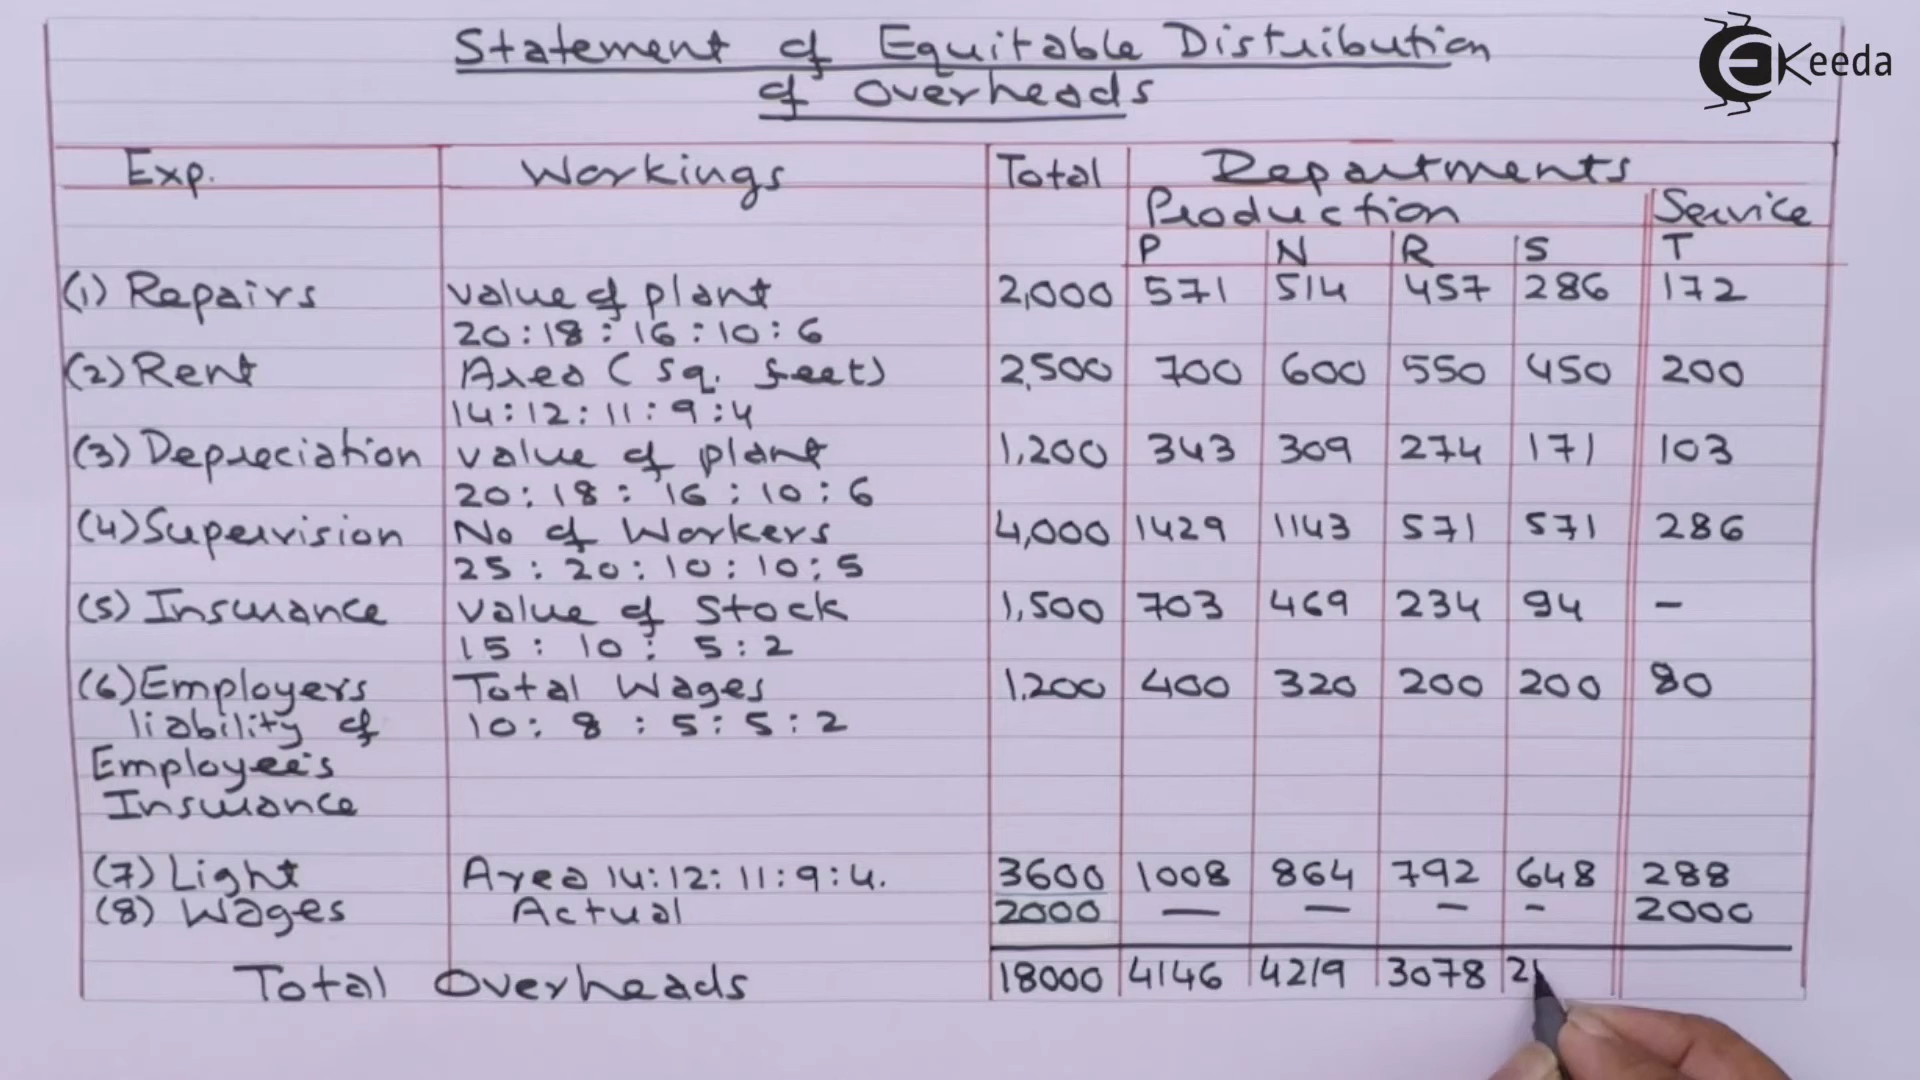 Statement of Equitable Distribution
of Overheads
Keeda
Exp. Workings Total Departments
Production Service
P N R S T
(1) Repairs value of plant 2,000 571 514 457 286 172
20:18:16:10:6
(2) Rent Area (Sq. feet) 2,500 700 600 550 450 200
14:12:11:9:4
(3) Depreciation value of plant 1,200 343 309 274 171 103
20:18:16:10:6
(4) Supervision No of Workers 4,000 1429 1143 571 571 286
25:20:10:10:5
(5) Insurance value of Stock 1,500 703 469 234 94 -
15:10:5:2
(6) Employers Total Wages 1,200 400 320 200 200 80
liability of 10:8:5:5:2
Employee's
Insurance
(7) Light Area 14:12:11:9:4. 3600 1008 864 792 648 288
(8) Wages Actual 2000 — — - - 2000
Total Overheads 18000 4146 4219 3078 2